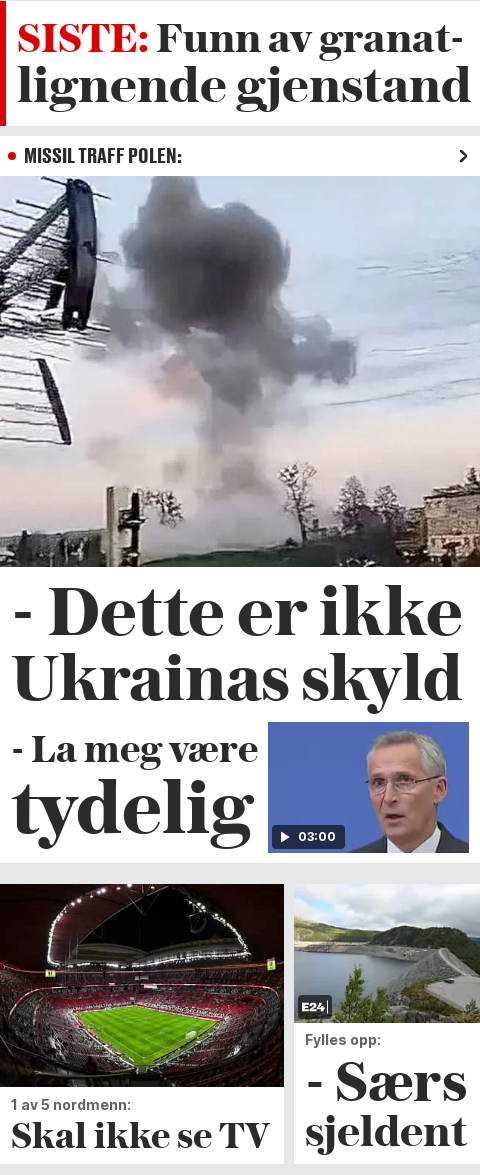 SISTE: Funn av granat-
lignende gjenstand
MISSIL TRAFF POLEN:
- Dette er ikke
Ukrainas skyld
- La meg være
tydelig
03:00
E24
1 av 5 nordmenn:
Skal ikke se TV
Fylles opp:
- Særs
sjeldent